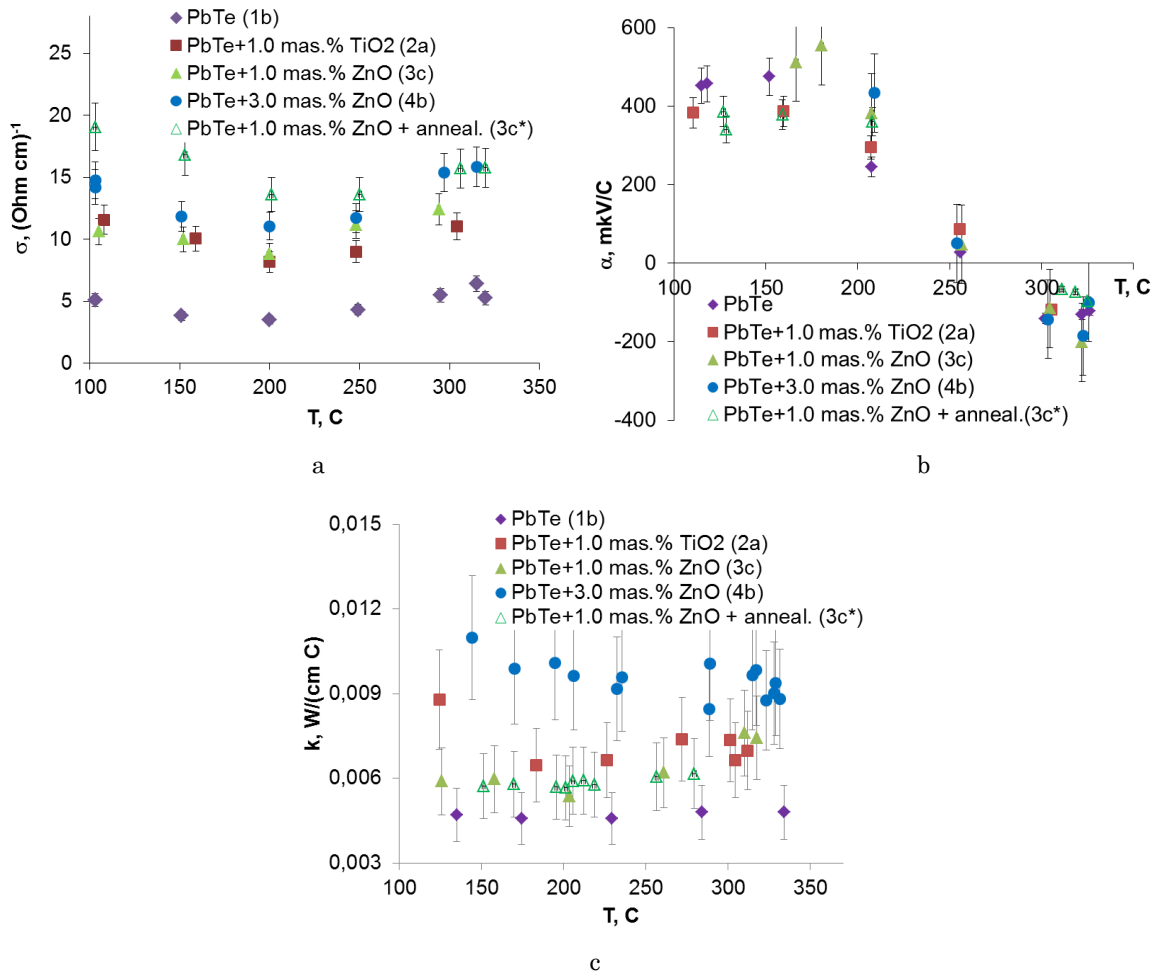 PbTe (1b)
PbTe+1.0 mas.% TiO2 (2a)
PbTe+1.0 mas.% ZnO (3c)
PbTe+3.0 mas.% ZnO (4b)
PbTe+1.0 mas.% ZnO + anneal. (3c*)
25
20
15
10
5
0
σ, (Ohm cm)-1
100 150 200 250 300 350
T, C
a
600
400
200
0
-200
-400
α, mkV/C
100 150 200 250 300 T, C
PbTe
PbTe+1.0 mas.% TiO2 (2a)
PbTe+1.0 mas.% ZnO (3c)
PbTe+3.0 mas.% ZnO (4b)
PbTe+1.0 mas.% ZnO + anneal.(3c*)
b
PbTe (1b)
PbTe+1.0 mas.% TiO2 (2a)
PbTe+1.0 mas.% ZnO (3c)
PbTe+3.0 mas.% ZnO (4b)
PbTe+1.0 mas.% ZnO + anneal. (3c*)
0,015
0,012
0,009
0,006
0,003
k, W/(cm C)
100 150 200 250 300 350
T, C
c